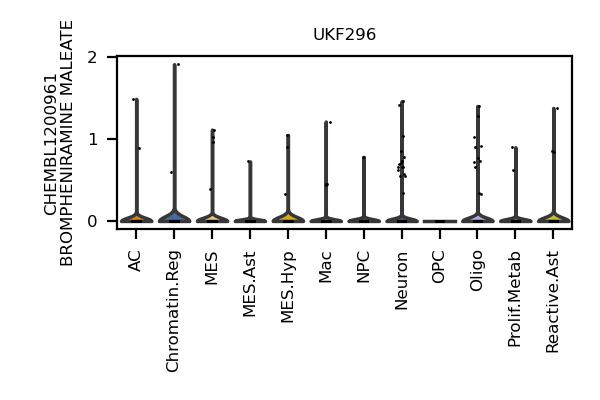 UKF296
CHEMBL1200961
BROMPHENIRAMINE MALEATE
2
1
0
AC
Chromatin.Reg
MES
MES.Ast
MES.Hyp
Mac
NPC
Neuron
OPC
Oligo
Prolif.Metab
Reactive.Ast